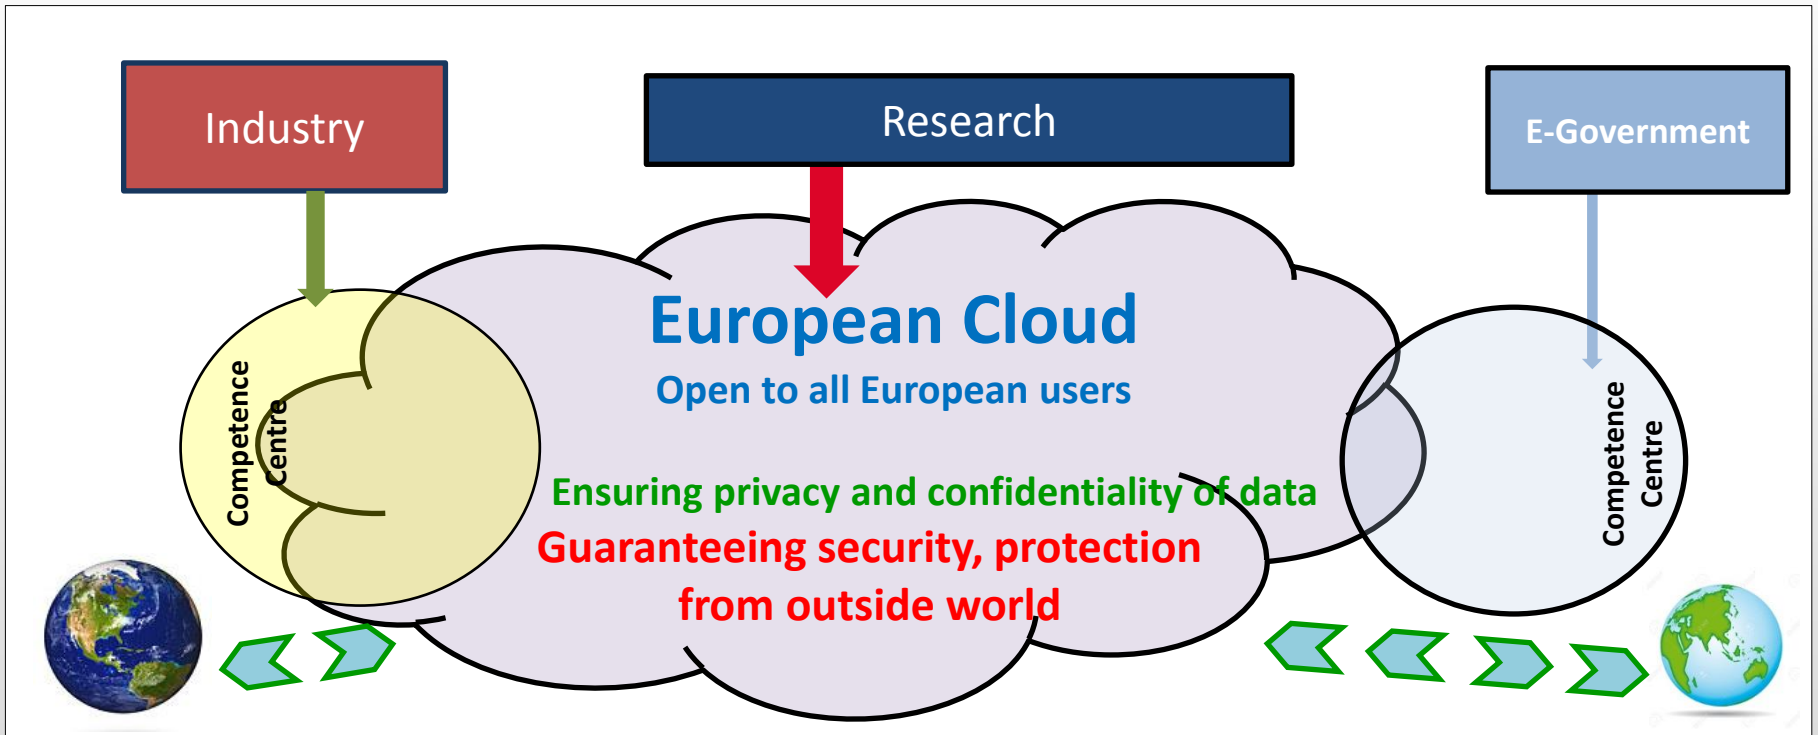 Industry
Research
E-Government
European Cloud
Open to all European users
Competence
Centre
Ensuring privacy and confidentiality of data
Guaranteeing security, protection
from outside world
Competence
Centre